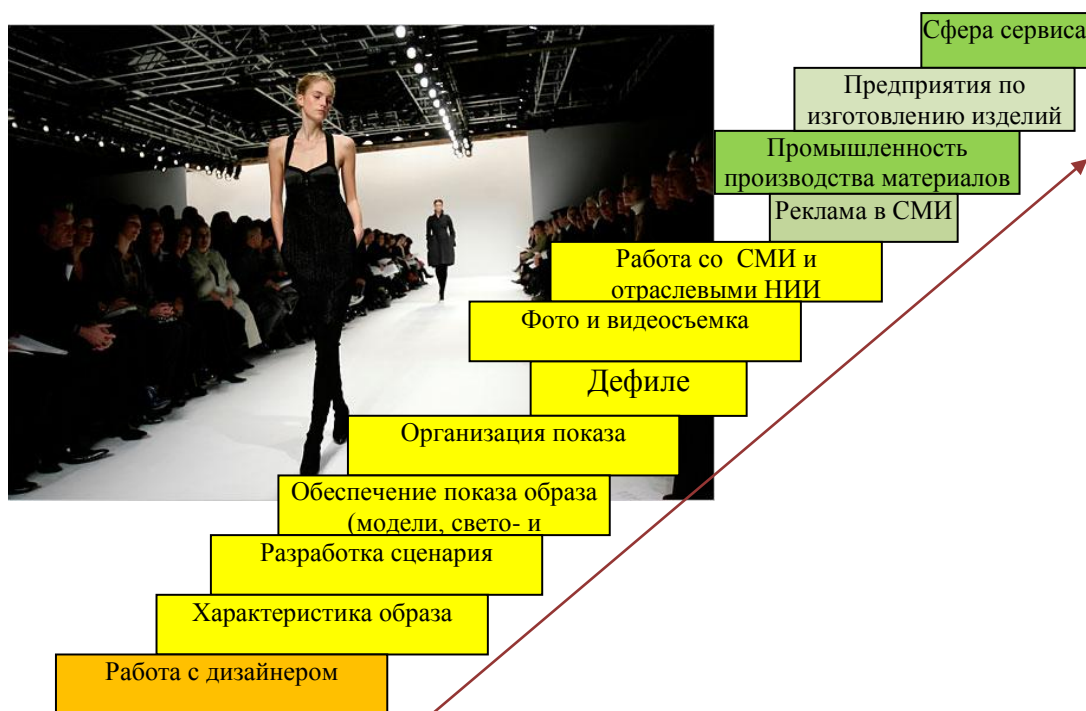 Сфера сервиса
Предприятия по
изготовлению изделий
Промышленность
производства материалов
Реклама в СМИ
Работа со СМИ и
отраслевыми НИИ
Фото и видеосъемка
Дефиле
Организация показа
Обеспечение показа образа
(модели, свето- и
Разработка сценария
Характеристика образа
Работа с дизайнером